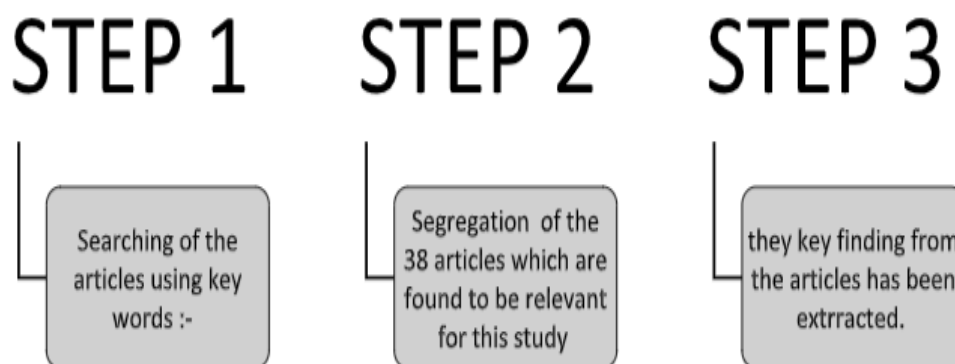 STEP 1
STEP 2
STEP 3
Searching of the
articles using key
words :-
Segregation of the
38 articles which are
found to be relevant
for this study
they key finding from
the articles has been
extrracted.